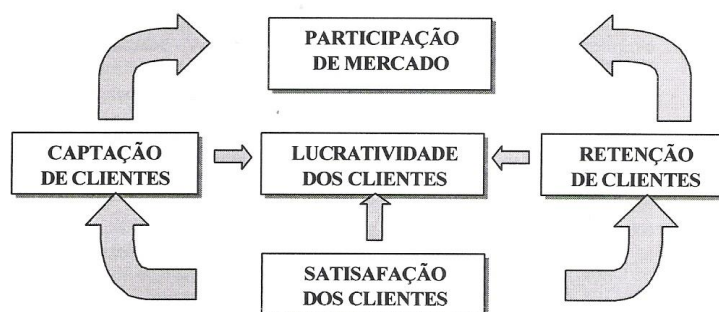 PARTICIPAÇÃO
DE MERCADO
CAPTAÇÃO
DE CLIENTES
LUCRATIVIDADE
DOS CLIENTES
RETENÇÃO
DE CLIENTES
SATISAFAÇÃO
DOS CLIENTES